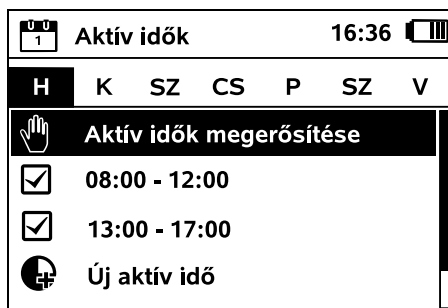 1 Aktív idők 16:36
H K SZ CS P SZ V
Aktív idők megerősítése
08:00 - 12:00
13:00 - 17:00
Új aktív idő